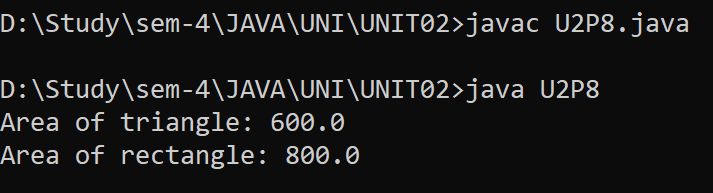 D:\Study\sem-4\JAVA\UNI\UNIT02>javac U2P8.java
D:\Study\sem-4\JAVA\UNI\UNIT02>java U2P8
Area of triangle: 600.0
Area of rectangle: 800.0